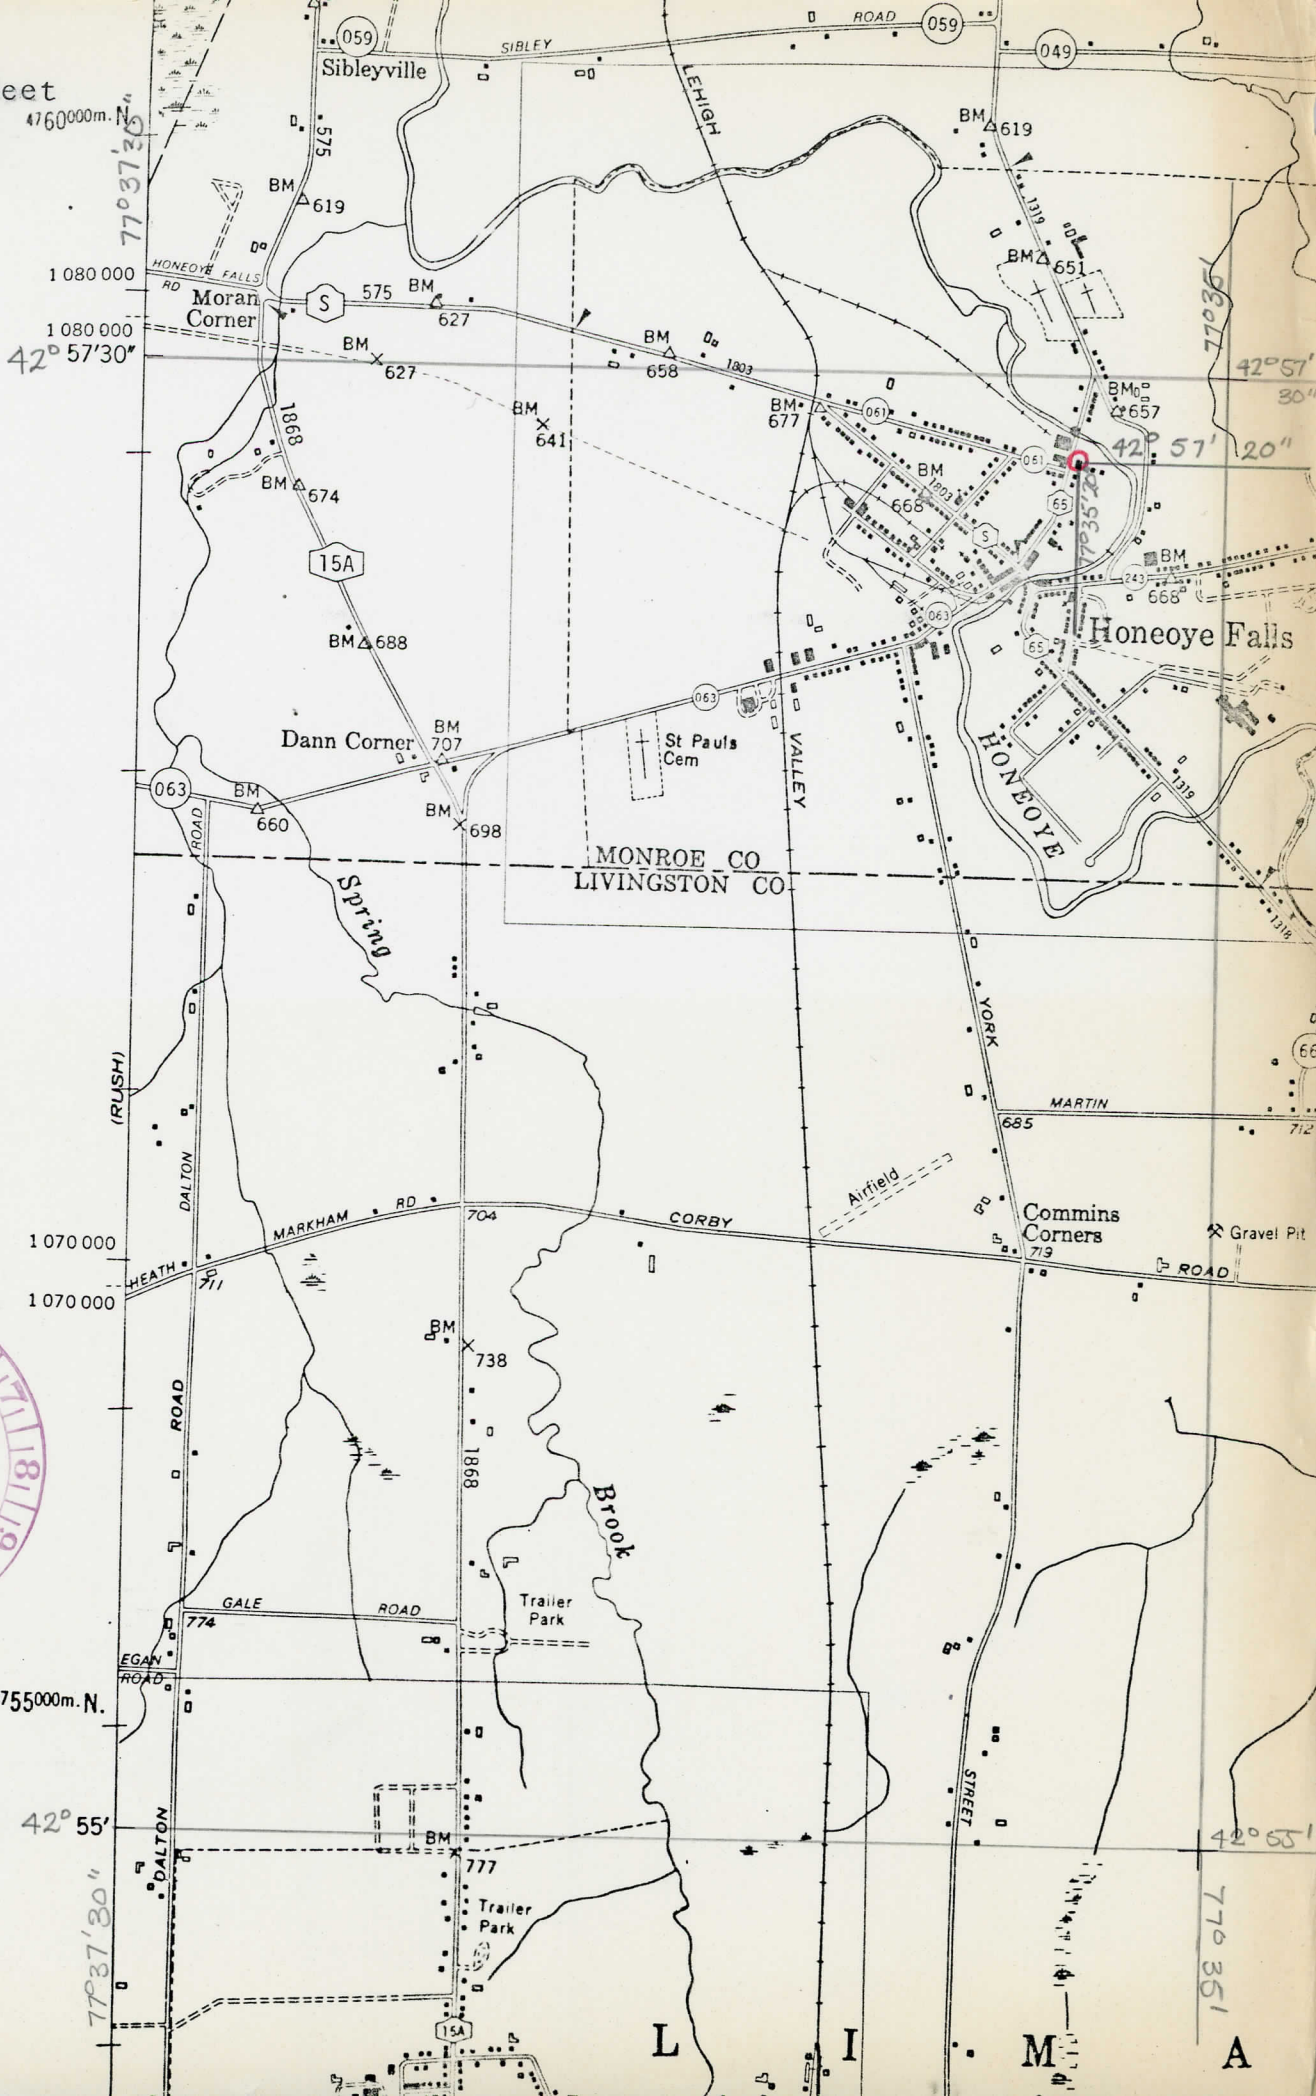 059
ROAD
059
049
SIBLEY
Sibleyville
eet
4760000m. N.
77°37'30"
LEHIGH
575
BM
619
BM
619
1319
BM
651
77°35'
HONEOYE FALLS
RD
1 080 000
Moran
Corner
S
575
BM
627
1 080 000
42° 57'30"
BM
627
BM
658
1803
42°57'
30"
BM
657
BM
677
061
BM
641
1868
061
42° 57' 20"
BM
674
BM
1803
668
65
77°35'20"
S
15A
BM
668
243
063
BM
688
Honeoye Falls
65
063
Dann Corner
BM
707
St Pauls
Cem
VALLEY
HONEOYE
1319
063
BM
660
BM
698
ROAD
MONROE CO
LIVINGSTON CO
Spring
1318
YORK
(RUSH)
66
MARTIN
685
712
DALTON
Airfield
MARKHAM RD
704
CORBY
Commins
Corners
719
Gravel Pit
1 070 000
HEATH
711
ROAD
1 070 000
BM
738
ROAD
17 18 19
1868
Brook
GALE ROAD
774
Trailer
Park
EGAN
ROAD
755000m. N.
STREET
42° 55'
DALTON
BM
777
42°55'
Trailer
Park
77°37'30"
77° 35'
15A
L I M A